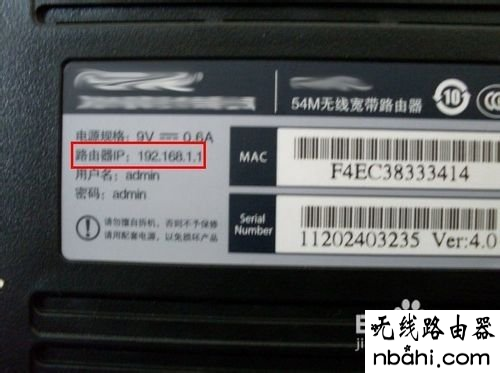 54M无线宽带路由器
10
电源规格: 9V 0.6A
路由器IP: 192.168.1.1
用户名: admin
密码: admin
请勿擅自拆机,否则不予保修
请用配套电源,以免损坏产品
MAC
F4EC38333414
Serial
Number
11202403235 Ver:4.0
无线路由器
nbahi.com